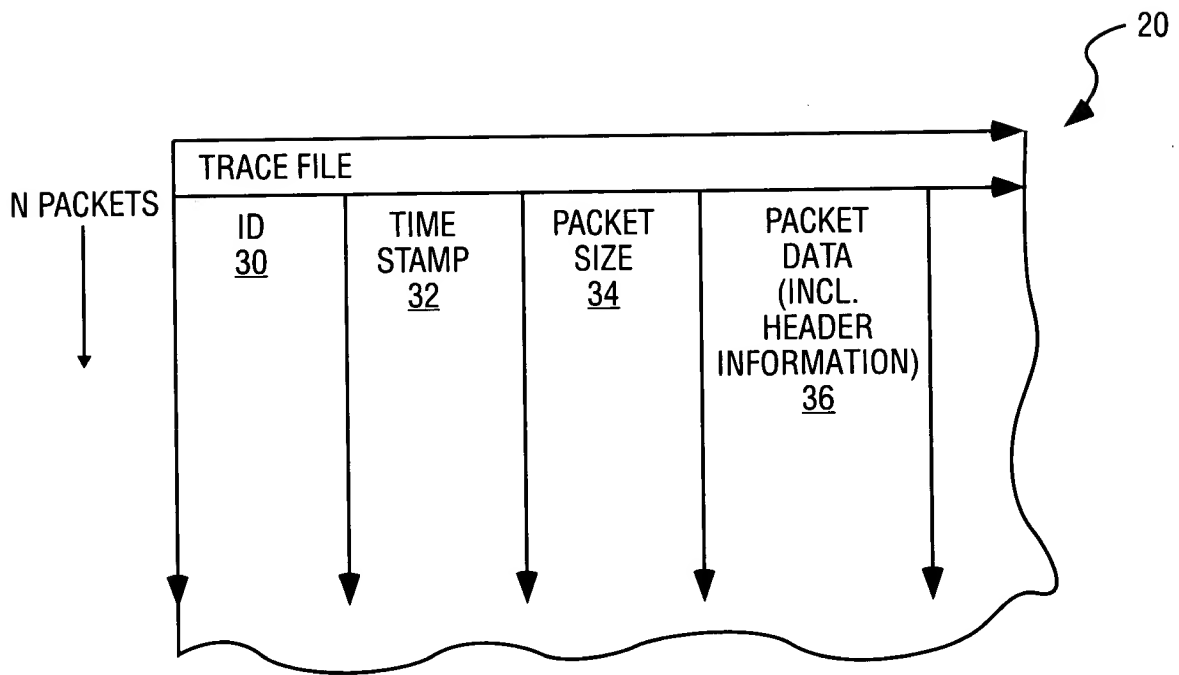 20
TRACE FILE
N PACKETS
ID
30
TIME
STAMP
32
PACKET
SIZE
34
PACKET
DATA
(INCL.
HEADER
INFORMATION)
36